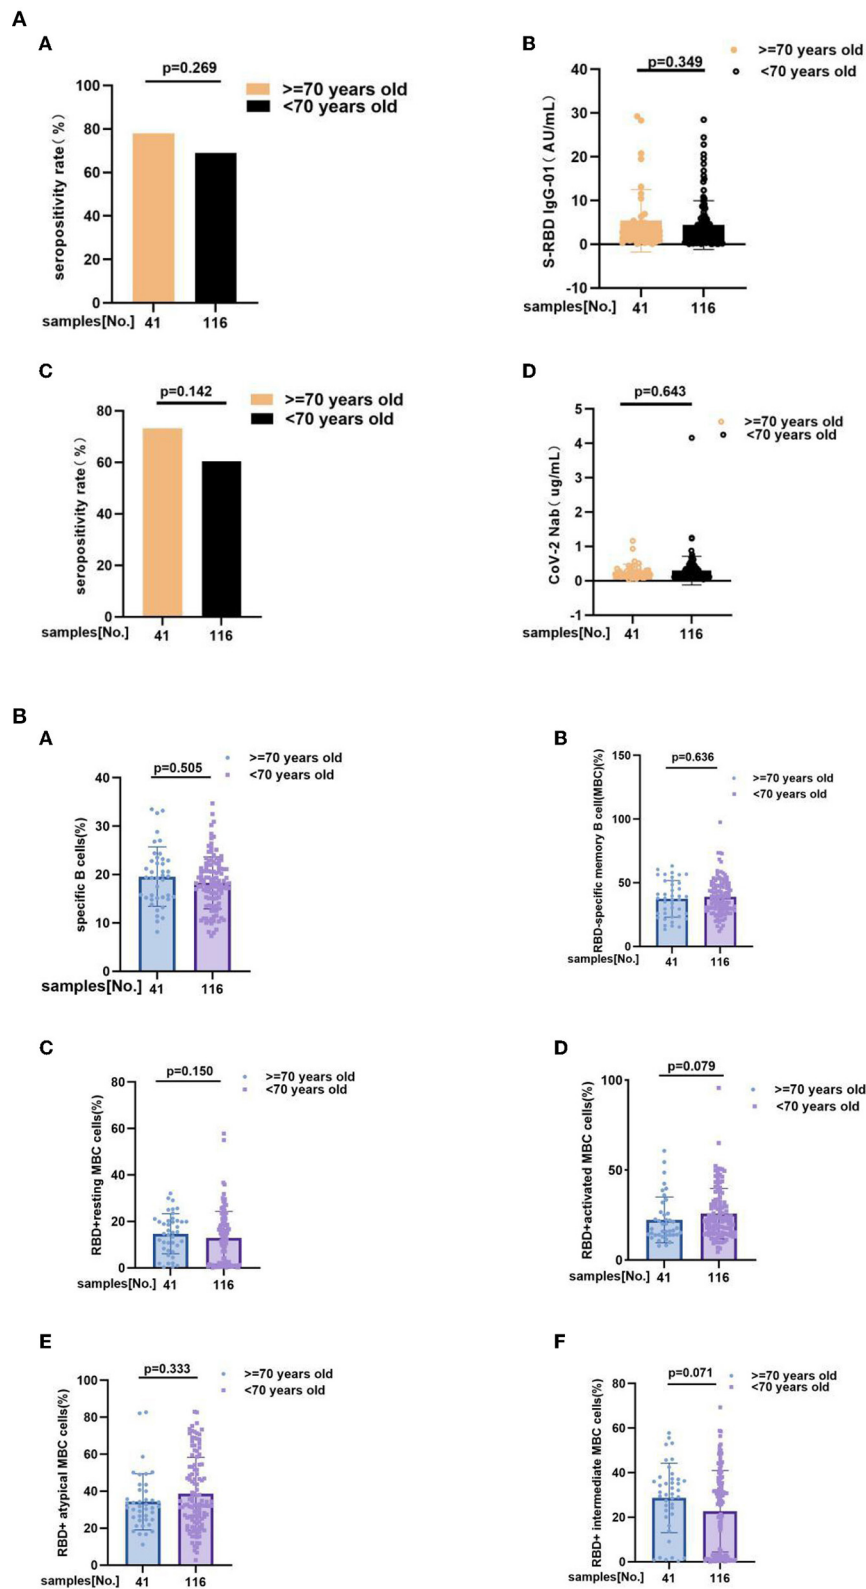 A
A
p=0.269
>=70 years old
<70 years old
seropositivity rate( %)
100
80
60
40
20
0
samples[No.] 41 116
B
p=0.349
>=70 years old
<70 years old
S-RBD IgG-01( AU/mL)
40
30
20
10
0
-10
samples[No.] 41 116
C
p=0.142
>=70 years old
<70 years old
seropositivity rate( %)
80
60
40
20
0
samples[No.] 41 116
D
p=0.643
>=70 years old
<70 years old
CoV-2 Nab( ug/mL)
5
4
3
2
1
0
-1
samples[No.] 41 116
B
A
p=0.505
>=70 years old
<70 years old
specific B cells(%)
40
30
20
10
0
samples[No.] 41 116
B
p=0.636
>=70 years old
<70 years old
RBD-specific memory B cell(MBC)(%)
150
100
50
0
samples[No.] 41 116
C
p=0.150
>=70 years old
<70 years old
RBD+resting MBC cells(%)
80
60
40
20
0
samples[No.] 41 116
D
p=0.079
>=70 years old
<70 years old
RBD+activated MBC cells(%)
100
50
0
samples[No.] 41 116
E
p=0.333
>=70 years old
<70 years old
RBD+ atypical MBC cells(%)
100
80
60
40
20
0
samples[No.] 41 116
F
p=0.071
>=70 years old
<70 years old
RBD+ intermediate MBC cells(%)
80
60
40
20
0
samples[No.] 41 116